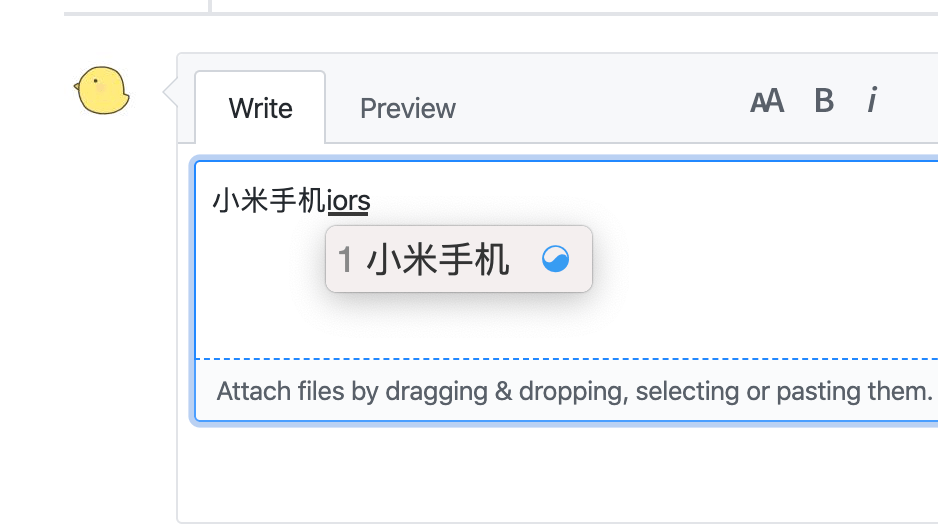 Write Preview AA B i
小米手机iors
1 小米手机
Attach files by dragging & dropping, selecting or pasting them.